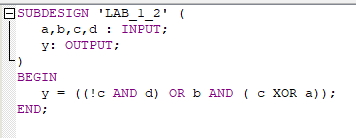 SUBDESIGN 'LAB_1_2' (
a,b,c,d : INPUT;
y: OUTPUT;
)
BEGIN
y = ((!c AND d) OR b AND ( c XOR a));
END;